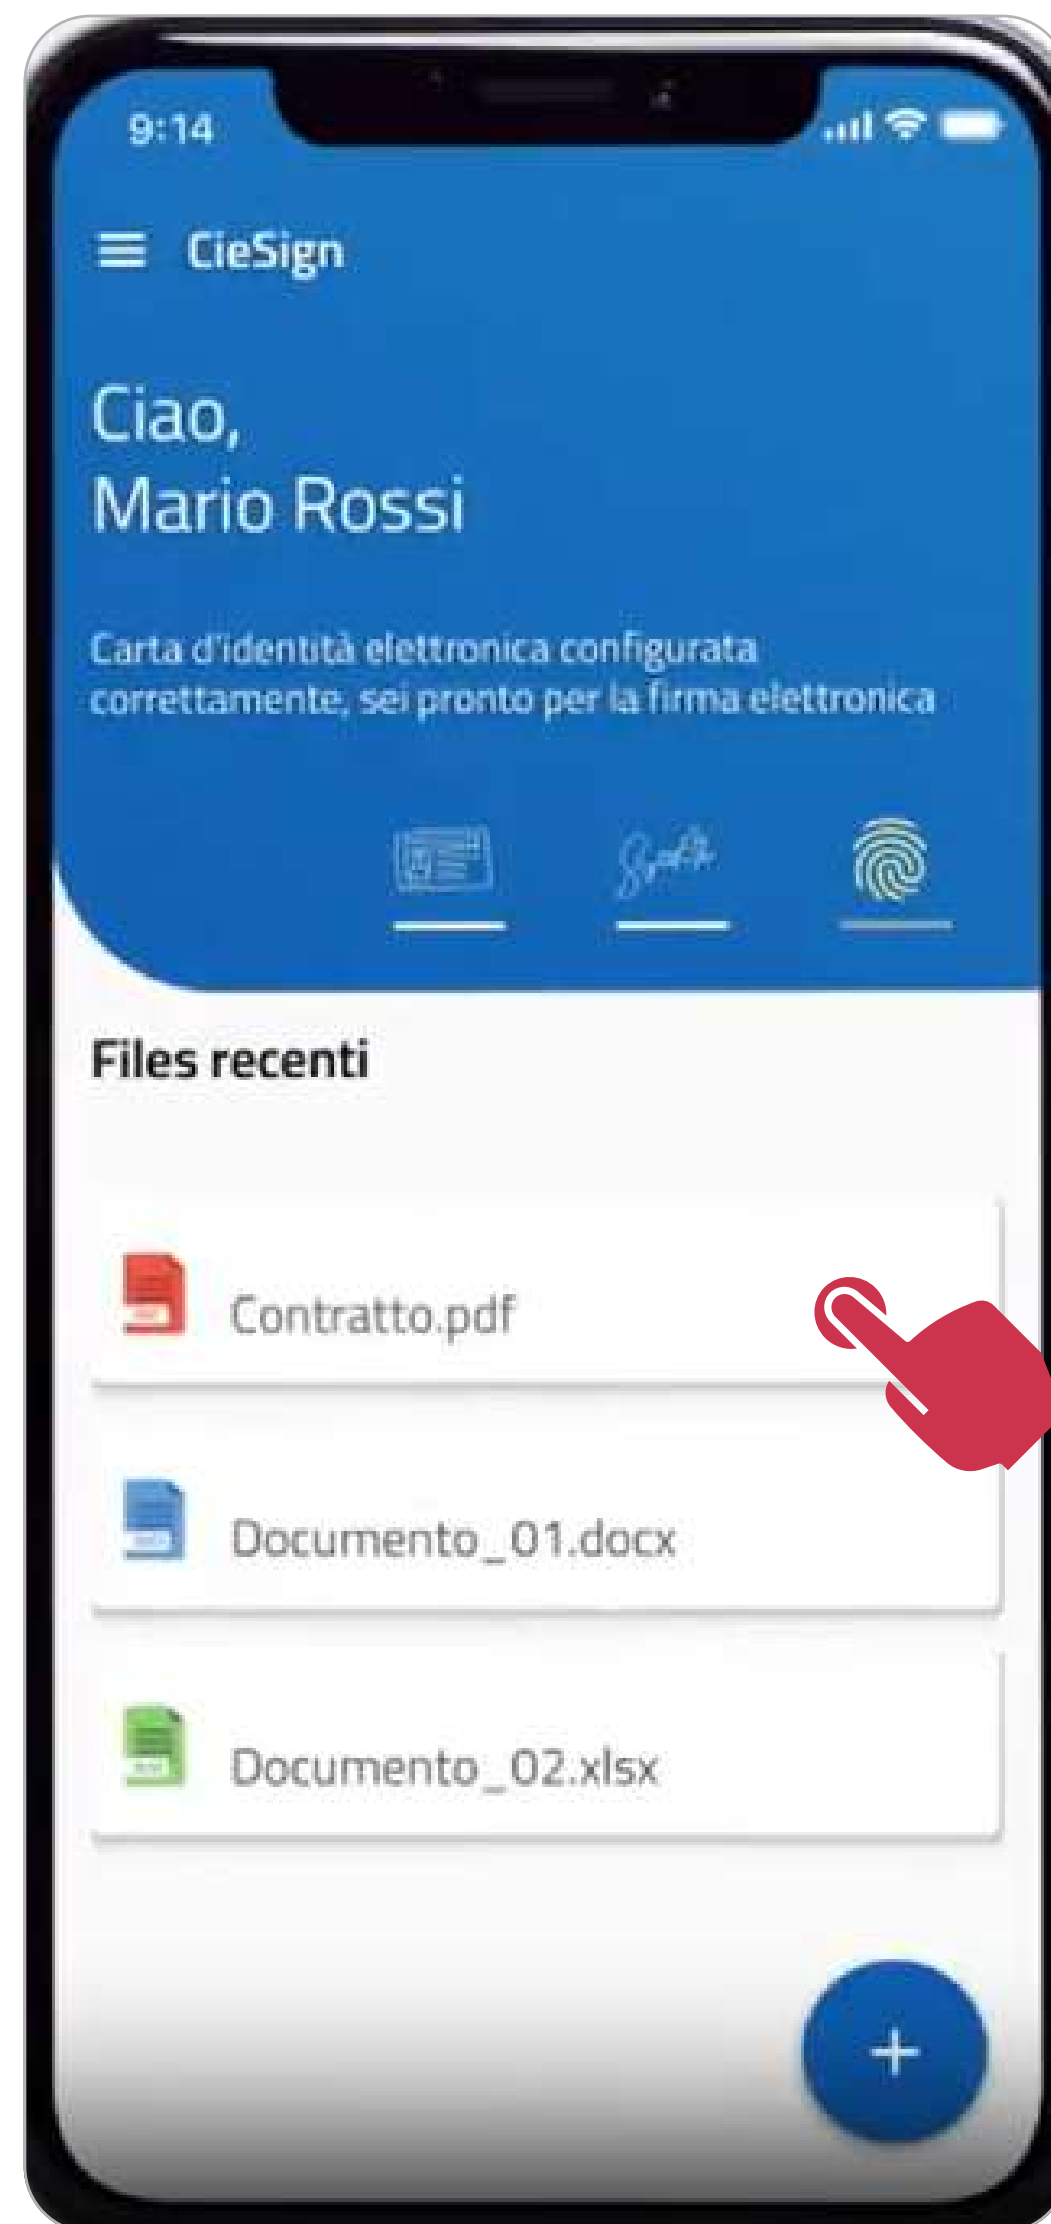 9:14
CieSign
Ciao,
Mario Rossi
Carta d'identità elettronica configurata
correttamente, sei pronto per la firma elettronica
Files recenti
Contratto.pdf
Documento_01.docx
Documento_02.xlsx
+